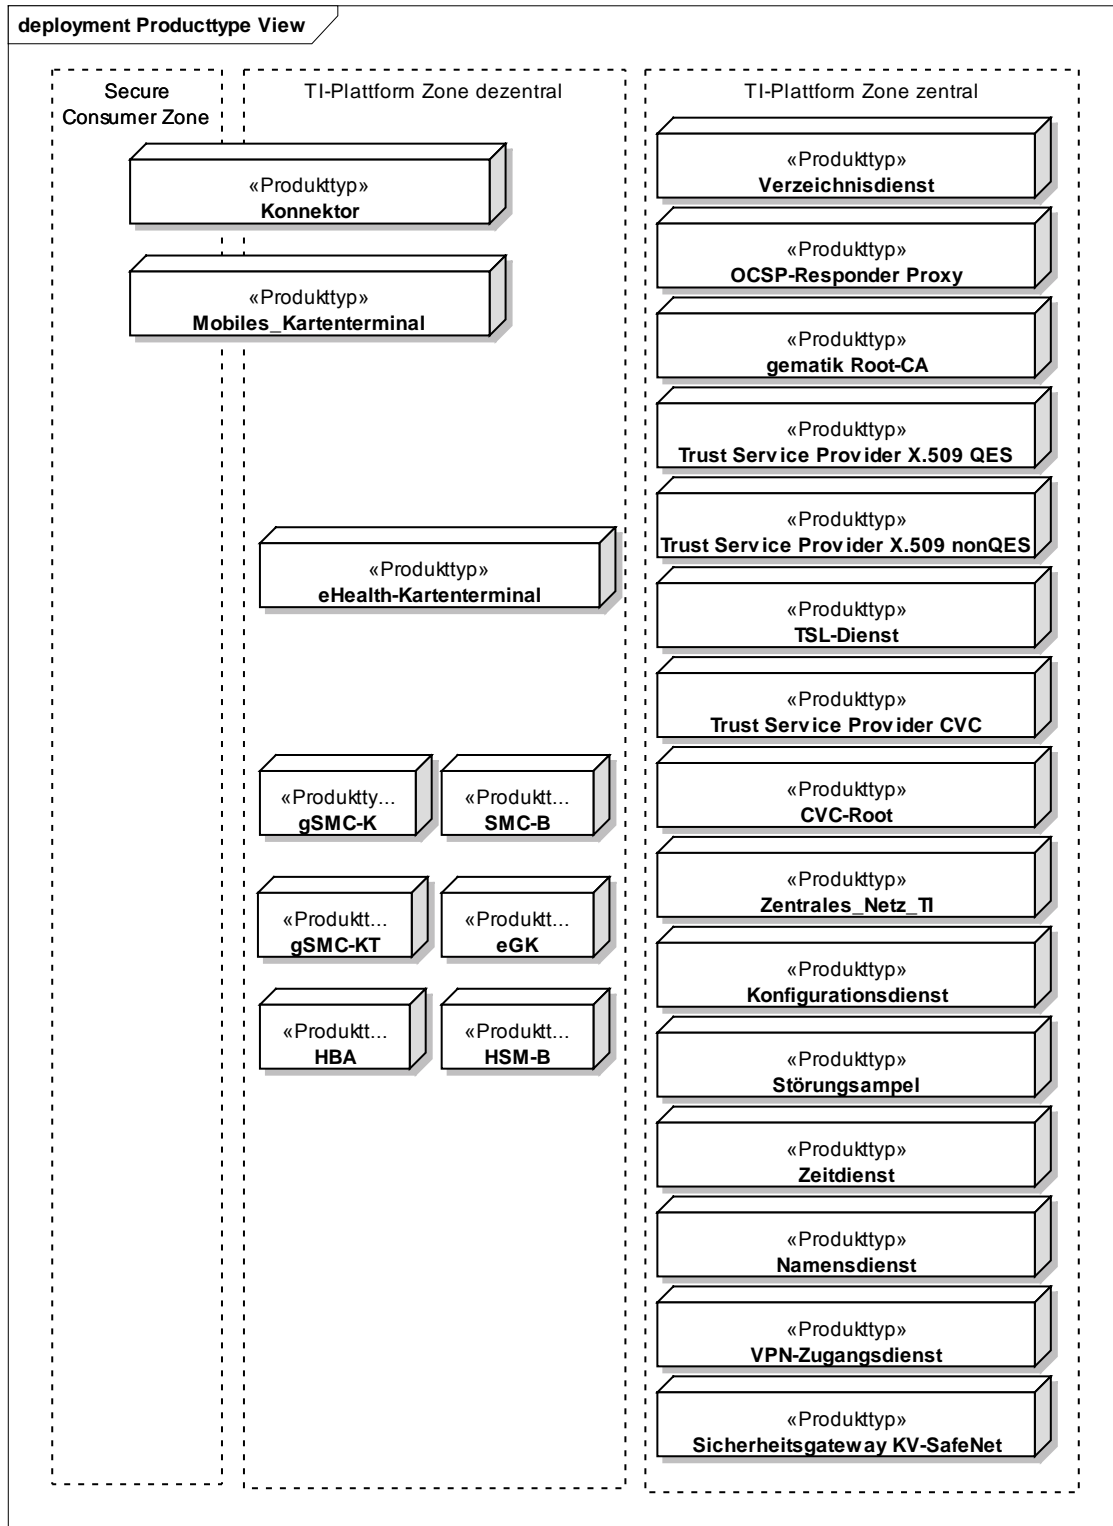 deployment Producttype View
Secure
Consumer Zone
TI-Plattform Zone dezentral
TI-Plattform Zone zentral
«Produkttyp»
Konnektor
«Produkttyp»
Mobiles_Kartenterminal
«Produkttyp»
eHealth-Kartenterminal
«Produktty...
gSMC-K
«Produktt...
SMC-B
«Produktt...
gSMC-KT
«Produktt...
eGK
«Produktt...
HBA
«Produktt...
HSM-B
«Produkttyp»
Verzeichnisdienst
«Produkttyp»
OCSP-Responder Proxy
«Produkttyp»
gematik Root-CA
«Produkttyp»
Trust Service Provider X.509 QES
«Produkttyp»
Trust Service Provider X.509 nonQES
«Produkttyp»
TSL-Dienst
«Produkttyp»
Trust Service Provider CVC
«Produkttyp»
CVC-Root
«Produkttyp»
Zentrales_Netz_TI
«Produkttyp»
Konfigurationsdienst
«Produkttyp»
Störungsampel
«Produkttyp»
Zeitdienst
«Produkttyp»
Namensdienst
«Produkttyp»
VPN-Zugangsdienst
«Produkttyp»
Sicherheitsgateway KV-SafeNet